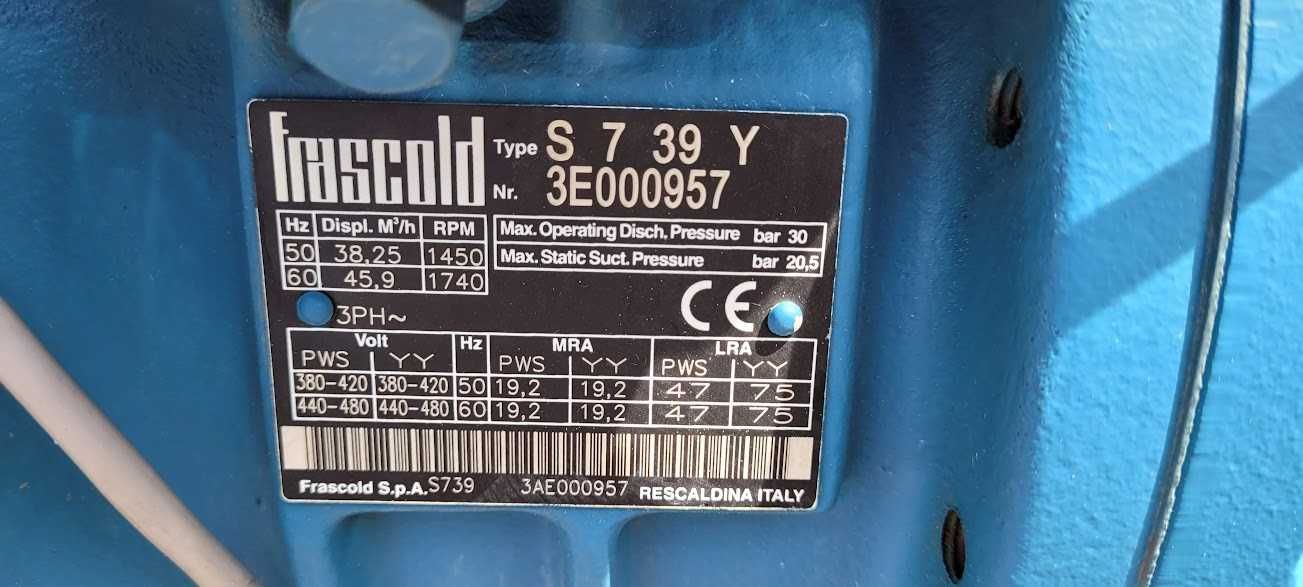 frascold Type S 7 39 Y
Nr. 3E000957
Hz Displ. M³/h RPM
50 38,25 1450
60 45,9 1740
Max. Operating Disch. Pressure bar 30
Max. Static Suct. Pressure bar 20,5
CE
3PH~
Volt Hz MRA LRA
PWS YY PWS YY PWS YY
380-420 380-420 50 19,2 19,2 47 75
440-480 440-480 60 19,2 19,2 47 75
Frascold S.p.A. S739 3AE000957 RESCALDINA ITALY